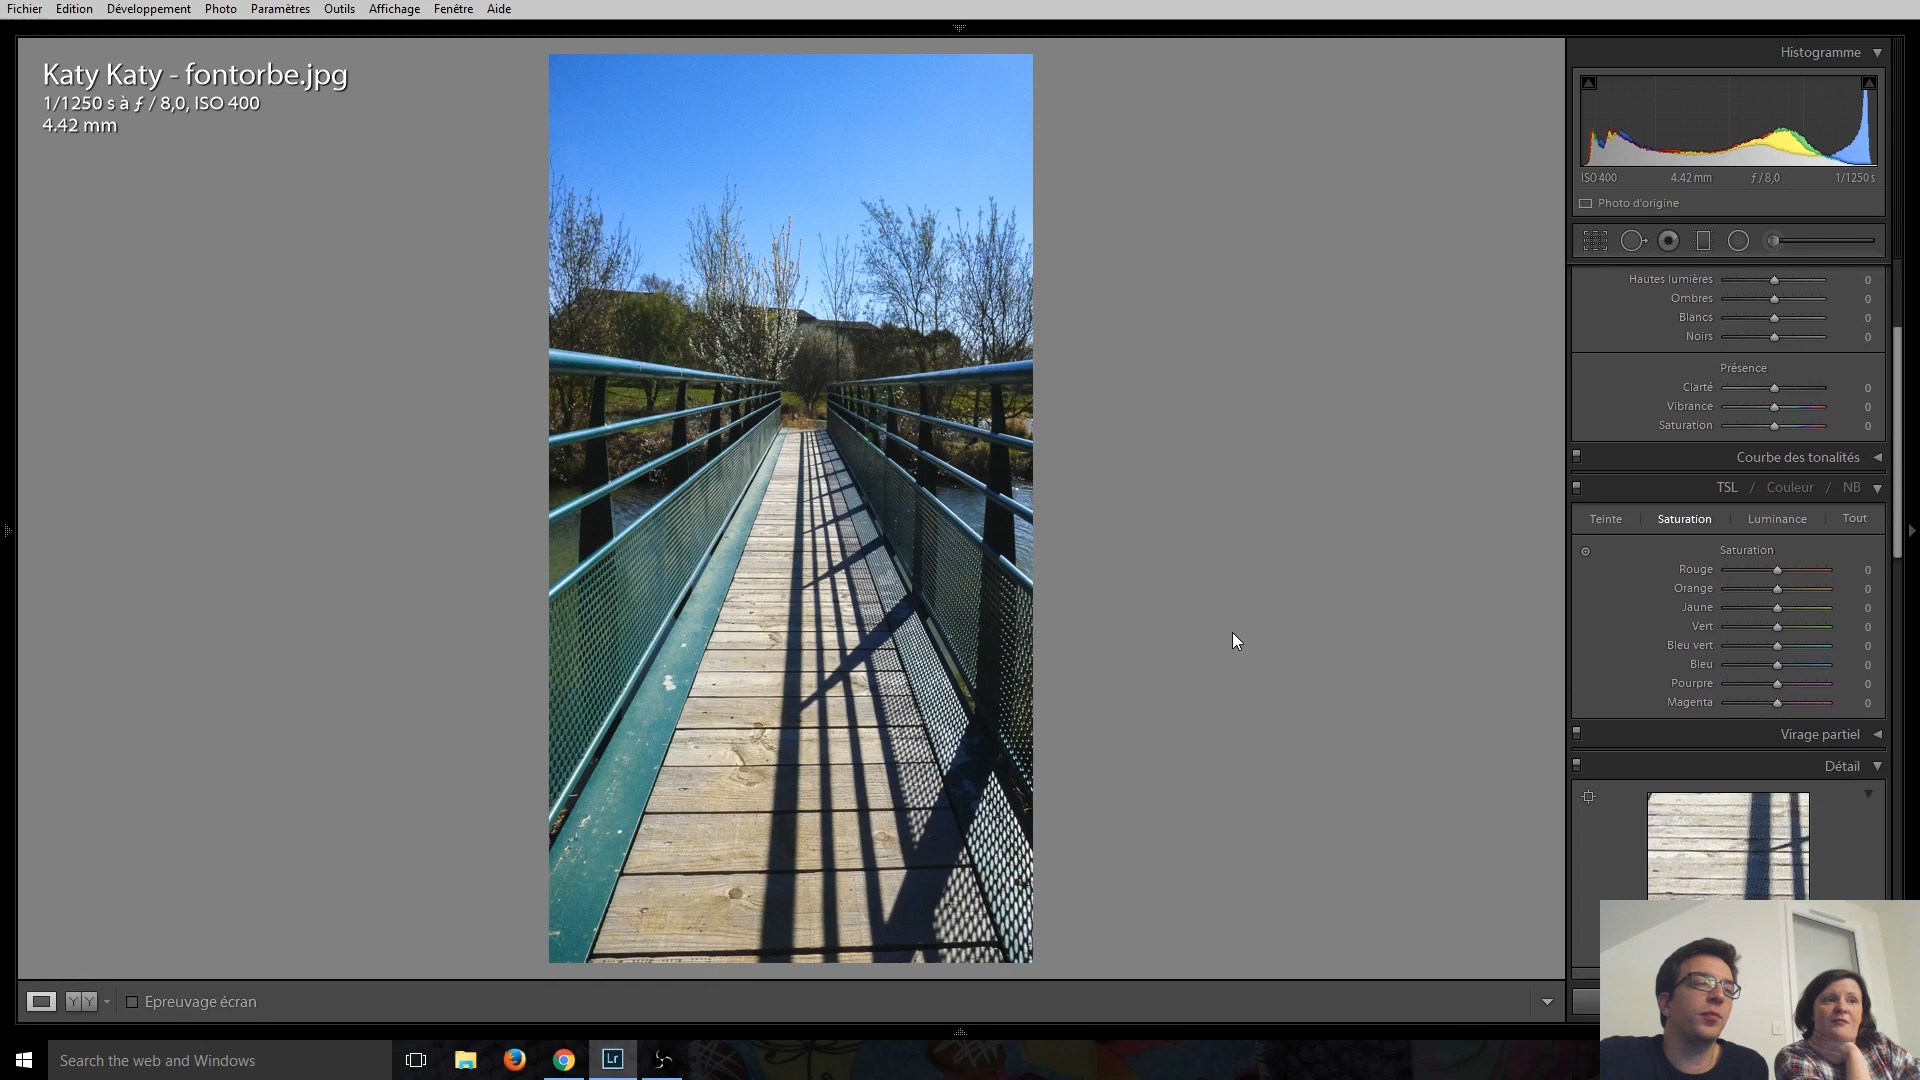 Fichier Edition Développement Photo Paramètres Outils Affichage Fenêtre Aide
Katy Katy - fontorbe.jpg
1/1250 s à ƒ / 8,0, ISO 400
4.42 mm
Histogramme
ISO 400 4.42 mm ƒ / 8,0 1/1250 s
Photo d'origine
Hautes lumières 0
Ombres 0
Blancs 0
Noirs 0
Présence
Clarté 0
Vibrance 0
Saturation 0
Courbe des tonalités
TSL / Couleur / NB
Teinte Saturation Luminance Tout
Saturation
Rouge 0
Orange 0
Jaune 0
Vert 0
Bleu vert 0
Bleu 0
Pourpre 0
Magenta 0
Virage partiel
Détail
YY Epreuvage écran
Search the web and Windows
Lr